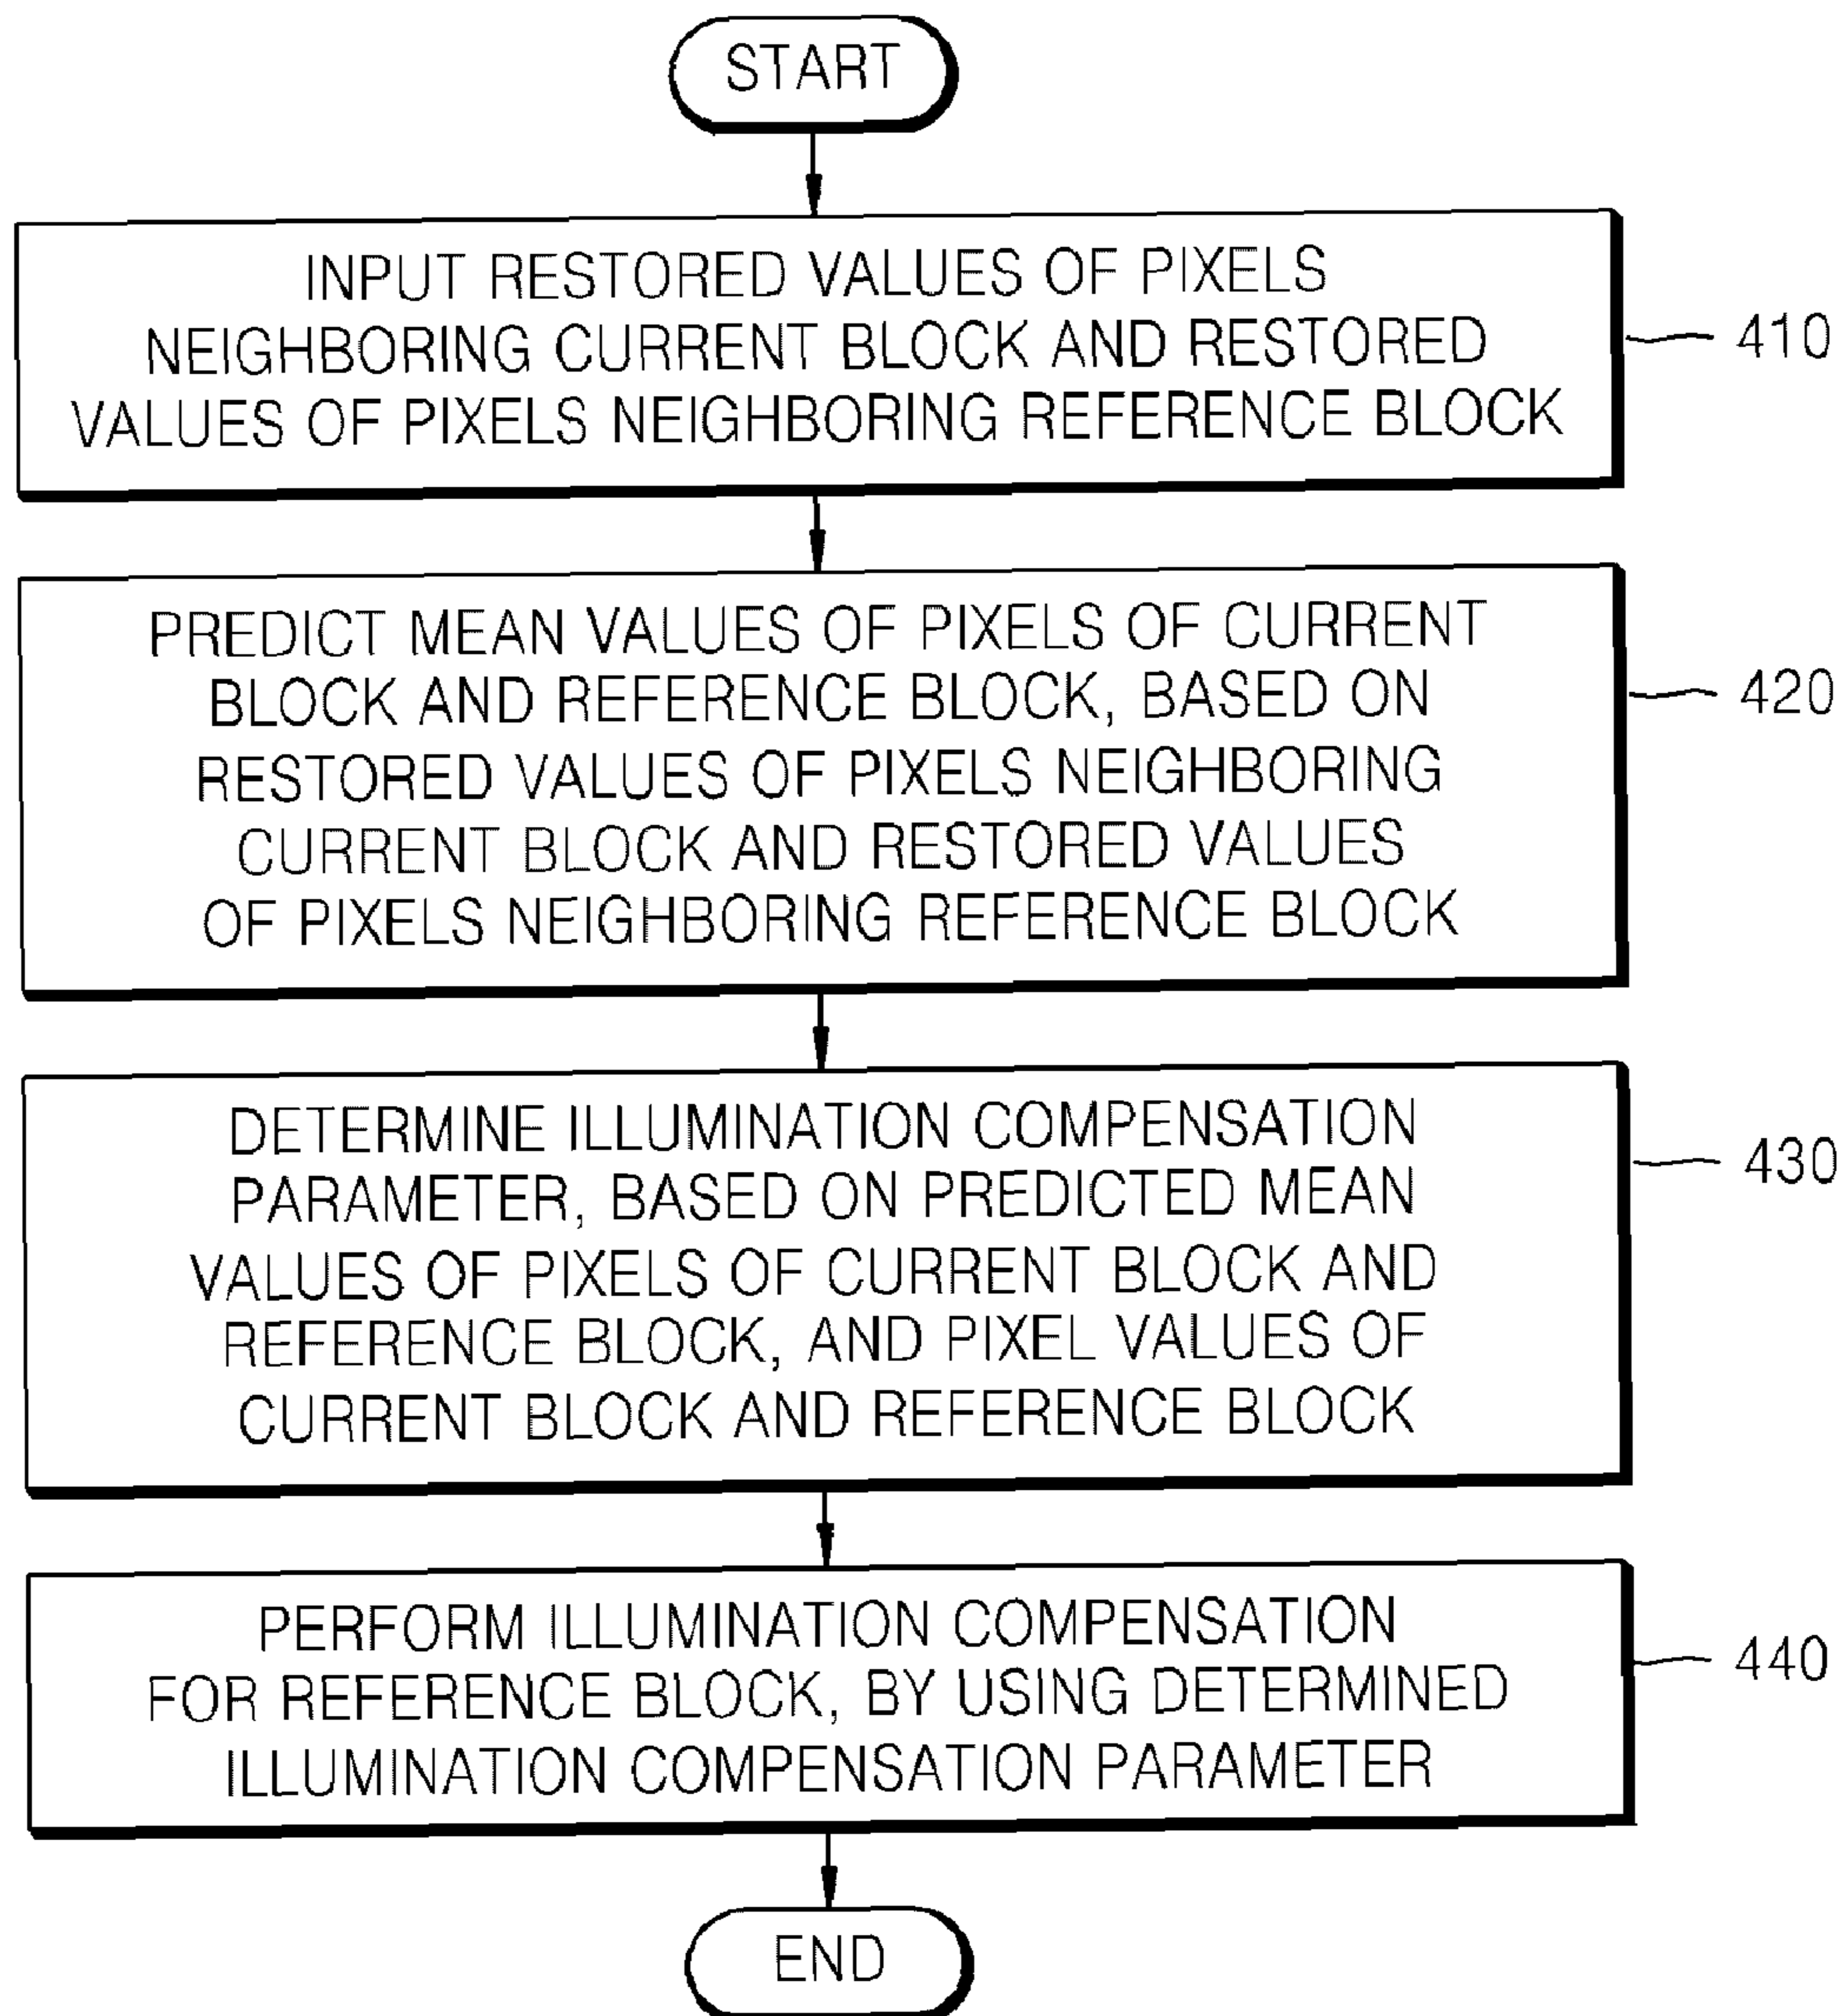 START
INPUT RESTORED VALUES OF PIXELS
NEIGHBORING CURRENT BLOCK AND RESTORED
VALUES OF PIXELS NEIGHBORING REFERENCE BLOCK
410
PREDICT MEAN VALUES OF PIXELS OF CURRENT
BLOCK AND REFERENCE BLOCK, BASED ON
RESTORED VALUES OF PIXELS NEIGHBORING
CURRENT BLOCK AND RESTORED VALUES
OF PIXELS NEIGHBORING REFERENCE BLOCK
420
DETERMINE ILLUMINATION COMPENSATION
PARAMETER, BASED ON PREDICTED MEAN
VALUES OF PIXELS OF CURRENT BLOCK AND
REFERENCE BLOCK, AND PIXEL VALUES OF
CURRENT BLOCK AND REFERENCE BLOCK
430
PERFORM ILLUMINATION COMPENSATION
FOR REFERENCE BLOCK, BY USING DETERMINED
ILLUMINATION COMPENSATION PARAMETER
440
END